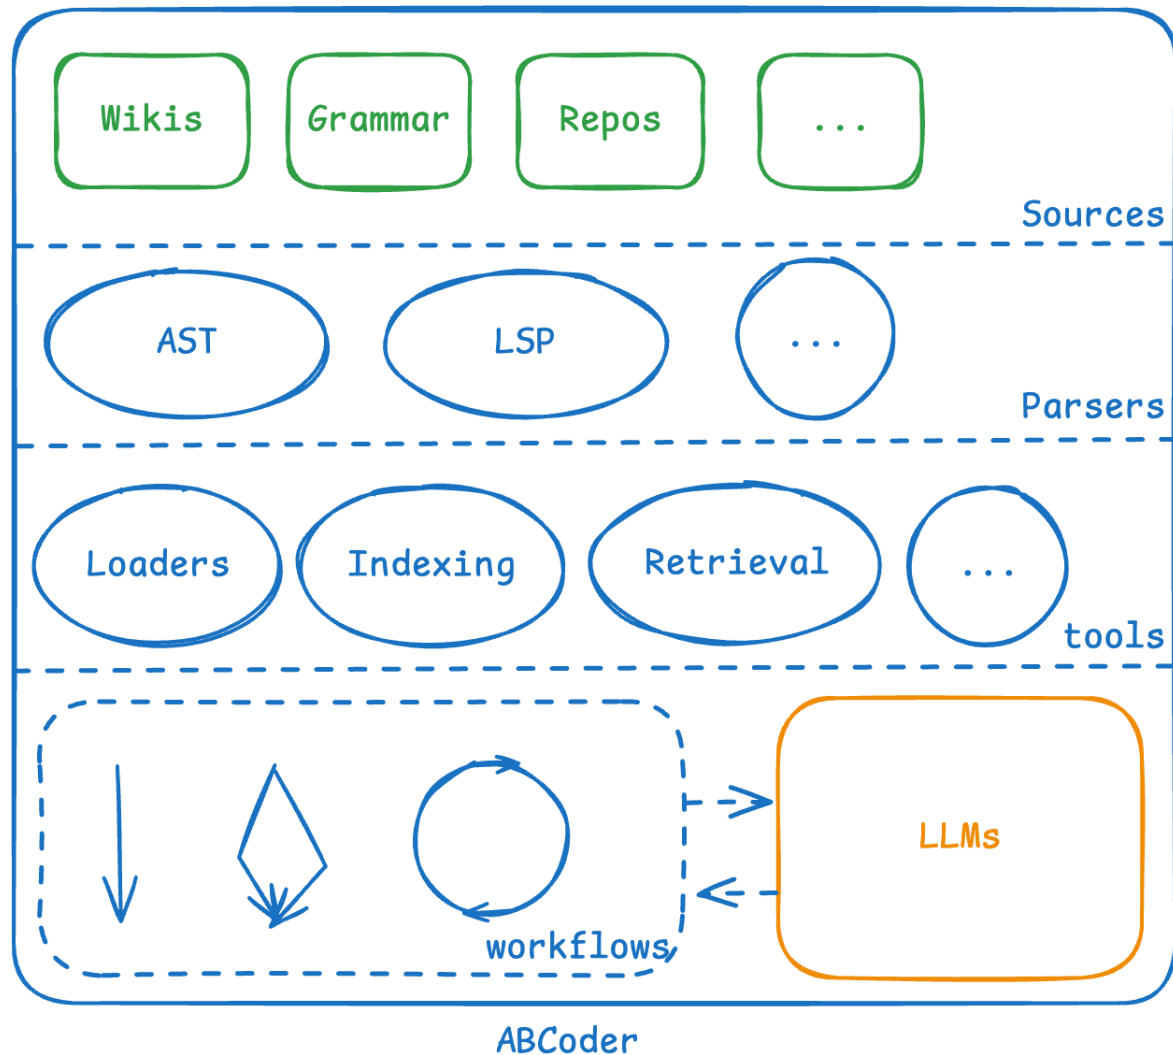 Wikis
Grammar
Repos
...
Sources
AST
LSP
...
Parsers
Loaders
Indexing
Retrieval
...
tools
LLMs
workflows
ABCoder